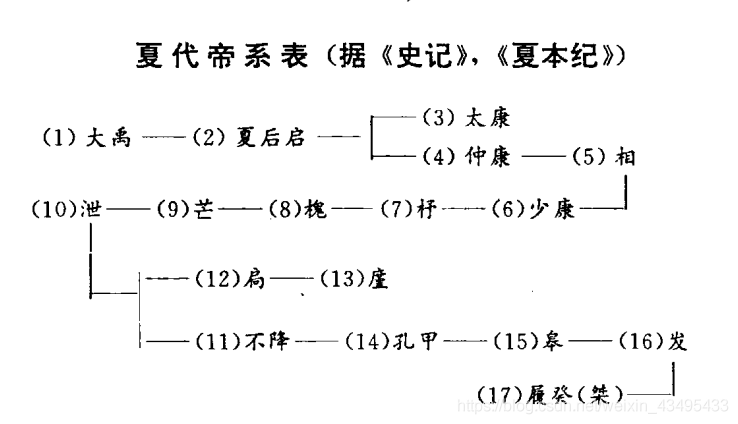 夏代帝系表（据《史记》，《夏本纪》）
(3) 太康
(1) 大禹 (2) 夏后启
(4) 仲康 (5) 相
(10)泄 (9)芒 (8)槐 (7)杼 (6)少康
(12)扃 (13)廑
(11)不降 (14)孔甲 (15)皋 (16)发
(17)履癸(桀)
https://blog.csdn.net/weixin_43495433